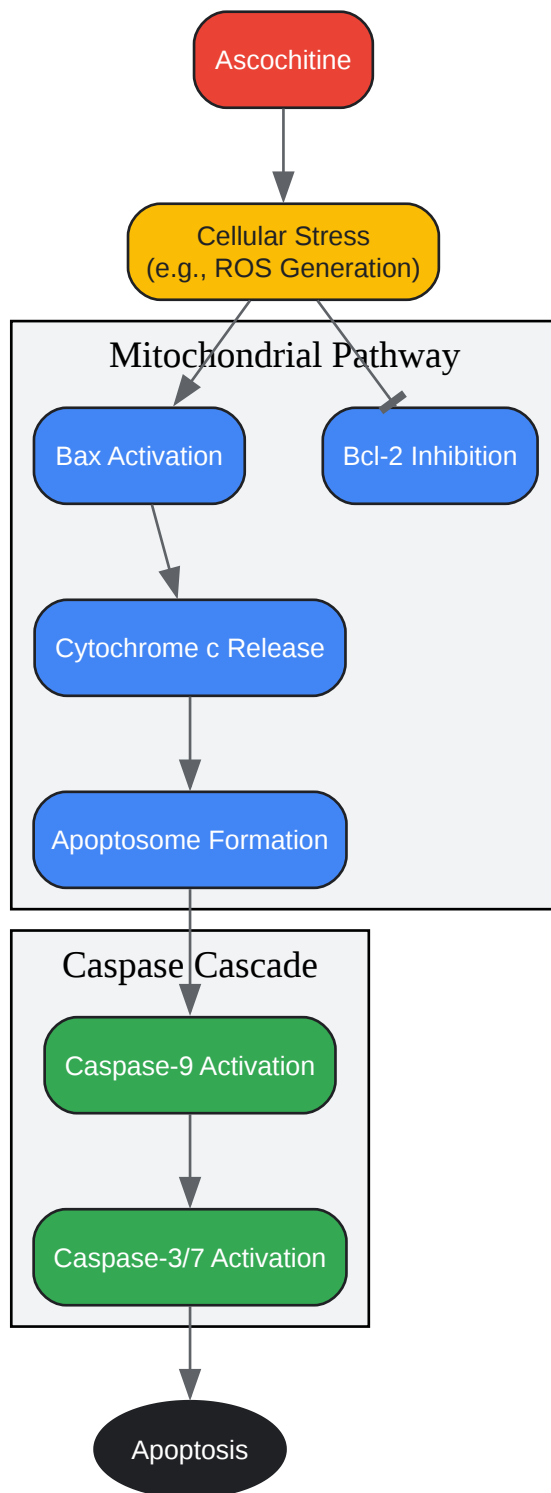 Ascochitine
Cellular Stress
(e.g., ROS Generation)
Mitochondrial Pathway
Bax Activation
Bcl-2 Inhibition
Cytochrome c Release
Apoptosome Formation
Caspase Cascade
Caspase-9 Activation
Caspase-3/7 Activation
Apoptosis